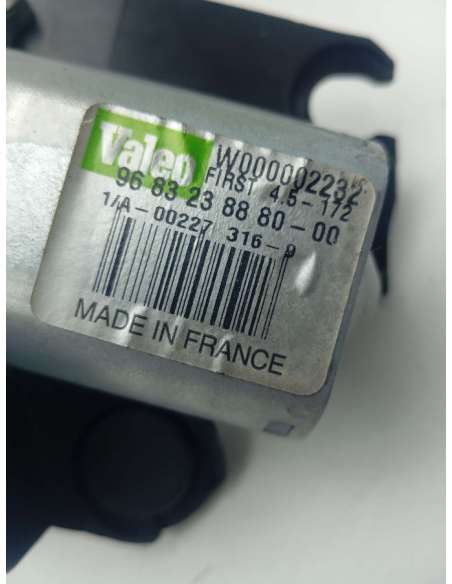 Valeo W000002232
FIRST 4.5-172
96 83 23 88 80-00
1/A-00227 316-9
MADE IN FRANCE